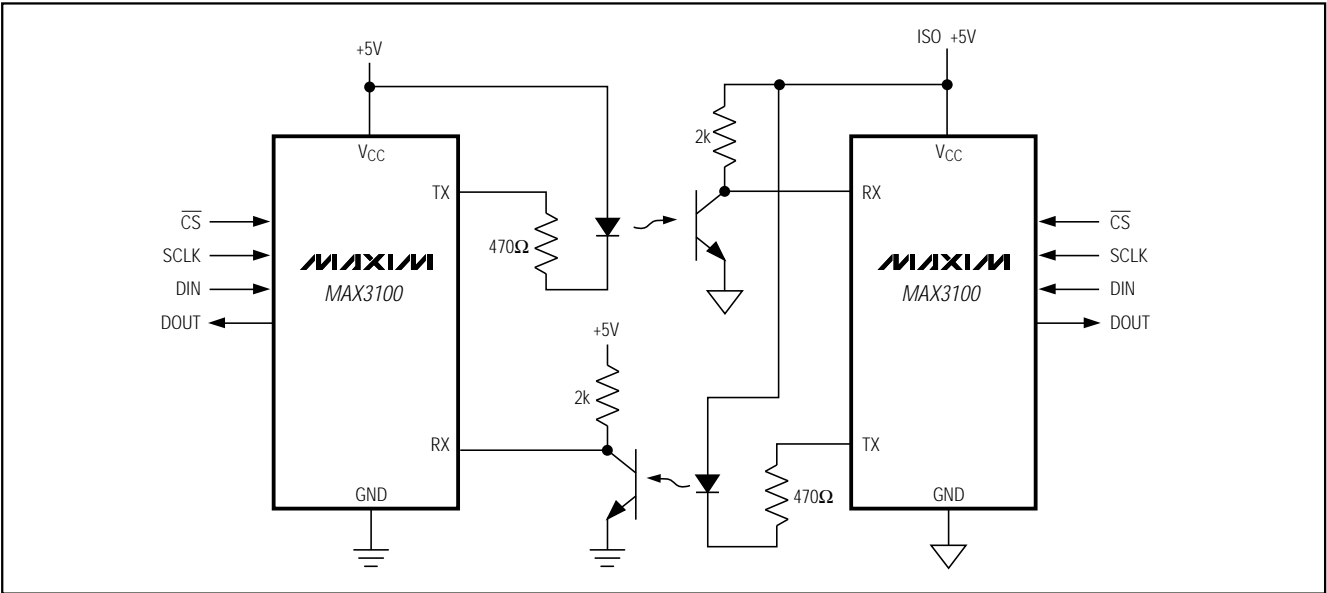 +5V
ISO +5V
VCC
TX
470Ω
2k
VCC
RX
CS
SCLK
DIN
DOUT
MAXIM
MAX3100
MAXIM
MAX3100
CS
SCLK
DIN
DOUT
+5V
2k
RX
TX
470Ω
GND
GND